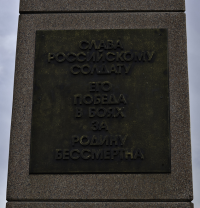 СЛАВА
РОССИЙСКОМУ
СОЛДАТУ
ЕГО
ПОБЕДА
В БОЯХ
ЗА
РОДИНУ
БЕССМЕРТНА